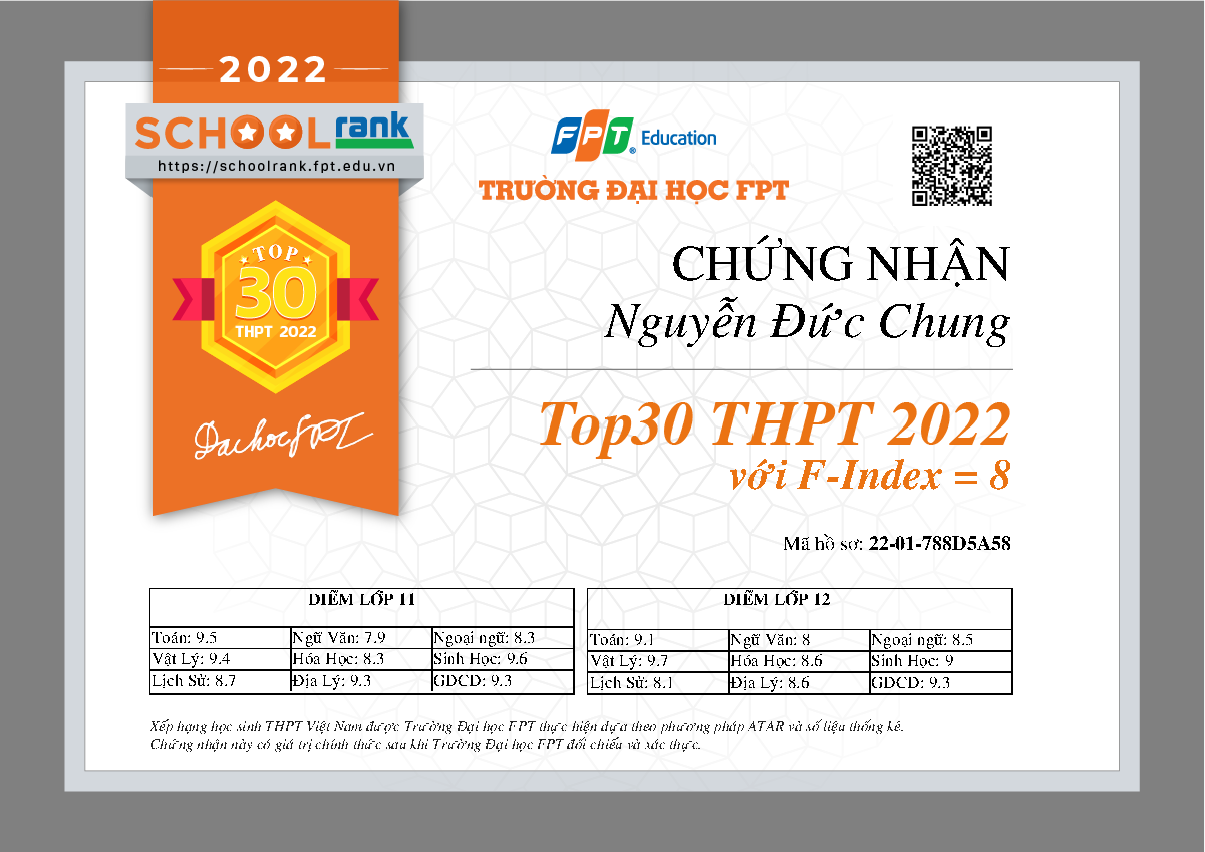 2022
SCHOOL rank
https://schoolrank.fpt.edu.vn
TOP
30
THPT 2022
Đại học FPT
FPT® Education
TRƯỜNG ĐẠI HỌC FPT
CHỨNG NHẬN
Nguyễn Đức Chung
Top30 THPT 2022
với F-Index = 8
Mã hồ sơ: 22-01-788D5A58
DIỄM LỚP 11
Toán: 9.5 Ngữ Văn: 7.9 Ngoại ngữ: 8.3
Vật Lý: 9.4 Hóa Học: 8.3 Sinh Học: 9.6
Lịch Sử: 8.7 Địa Lý: 9.3 GDCD: 9.3
DIỄM LỚP 12
Toán: 9.1 Ngữ Văn: 8 Ngoại ngữ: 8.5
Vật Lý: 9.7 Hóa Học: 8.6 Sinh Học: 9
Lịch Sử: 8.1 Địa Lý: 8.6 GDCD: 9.3
Xếp hạng học sinh THPT Việt Nam được Trường Đại học FPT thực hiện dựa theo phương pháp ATAR và số liệu thống kê.
Chứng nhận này có giá trị chính thức sau khi Trường Đại học FPT đối chiếu và xác thực.